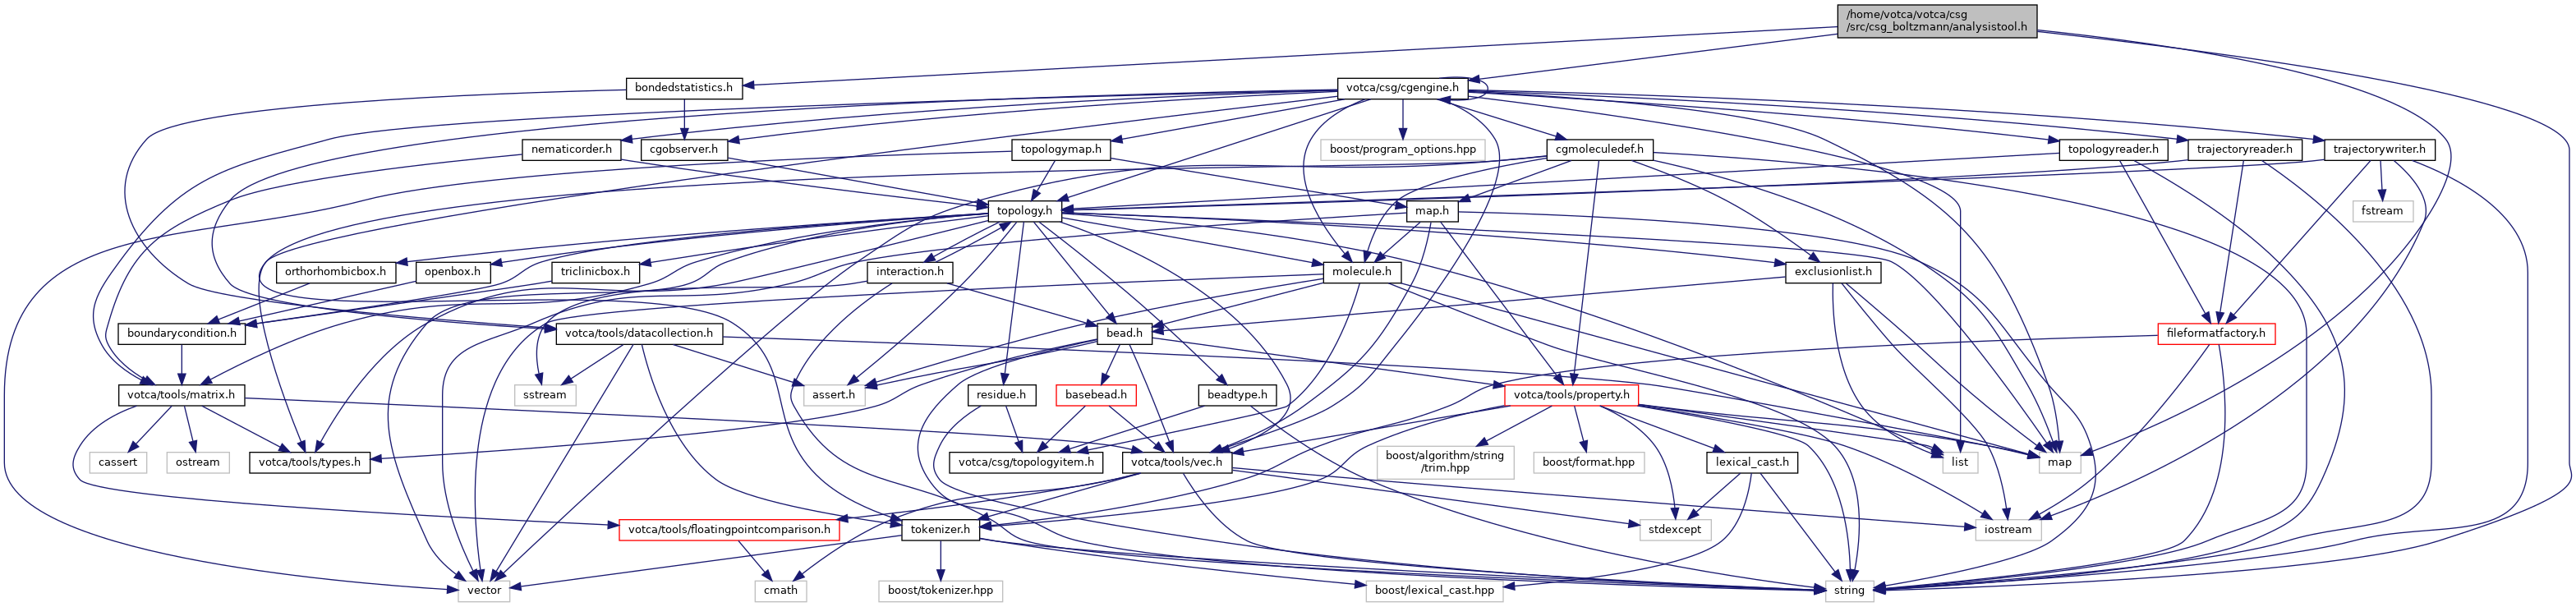 /home/votca/votca/csg
/src/csg_boltzmann/analysistool.h
bondedstatistics.h
votca/csg/cgengine.h
nematicorder.h
cgobserver.h
topologymap.h
boost/program_options.hpp
cgmoleculedef.h
topologyreader.h
trajectoryreader.h
trajectorywriter.h
topology.h
map.h
fstream
orthorhombicbox.h
openbox.h
triclinicbox.h
interaction.h
molecule.h
exclusionlist.h
boundarycondition.h
votca/tools/datacollection.h
bead.h
fileformatfactory.h
votca/tools/matrix.h
sstream
assert.h
residue.h
basebead.h
beadtype.h
votca/tools/property.h
cassert
ostream
votca/tools/types.h
votca/csg/topologyitem.h
votca/tools/vec.h
boost/algorithm/string
/trim.hpp
boost/format.hpp
lexical_cast.h
list
map
votca/tools/floatingpointcomparison.h
tokenizer.h
stdexcept
iostream
vector
cmath
boost/tokenizer.hpp
boost/lexical_cast.hpp
string